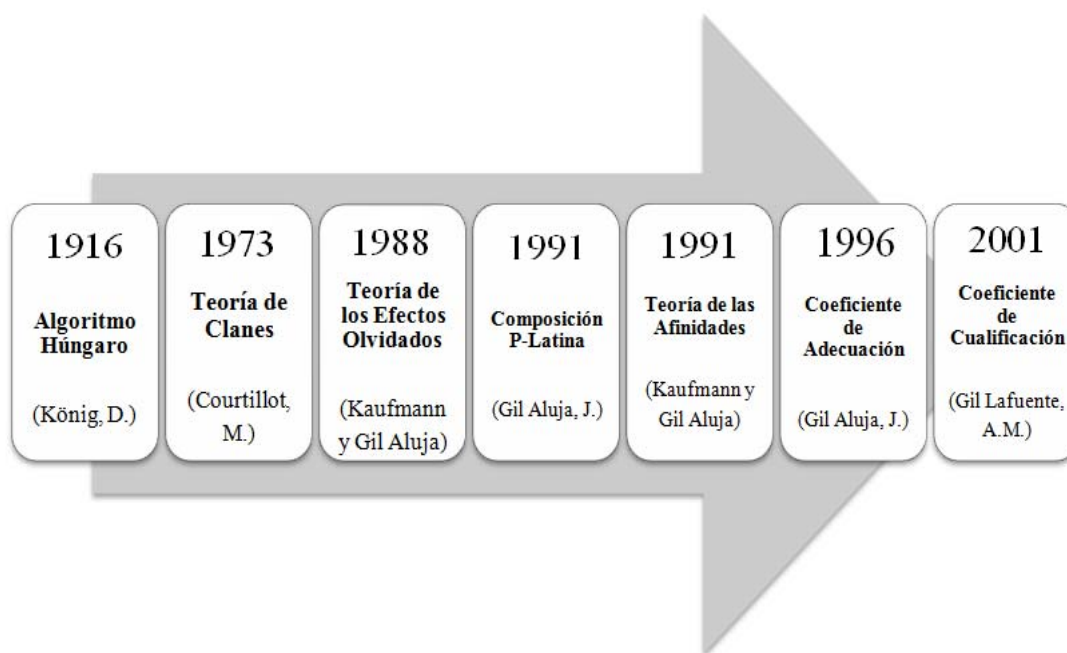 1916
Algoritmo
Húngaro
(König, D.)
1973
Teoría de
Clanes
(Courtillot,
M.)
1988
Teoría de
los Efectos
Olvidados
(Kaufmann
y Gil Aluja)
1991
Composición
P-Latina
(Gil Aluja, J.)
1991
Teoría de las
Afinidades
(Kaufmann y
Gil Aluja)
1996
Coeficiente
de
Adecuación
(Gil Aluja, J.)
2001
Coeficiente
de
Cualificación
(Gil Lafuente,
A.M.)